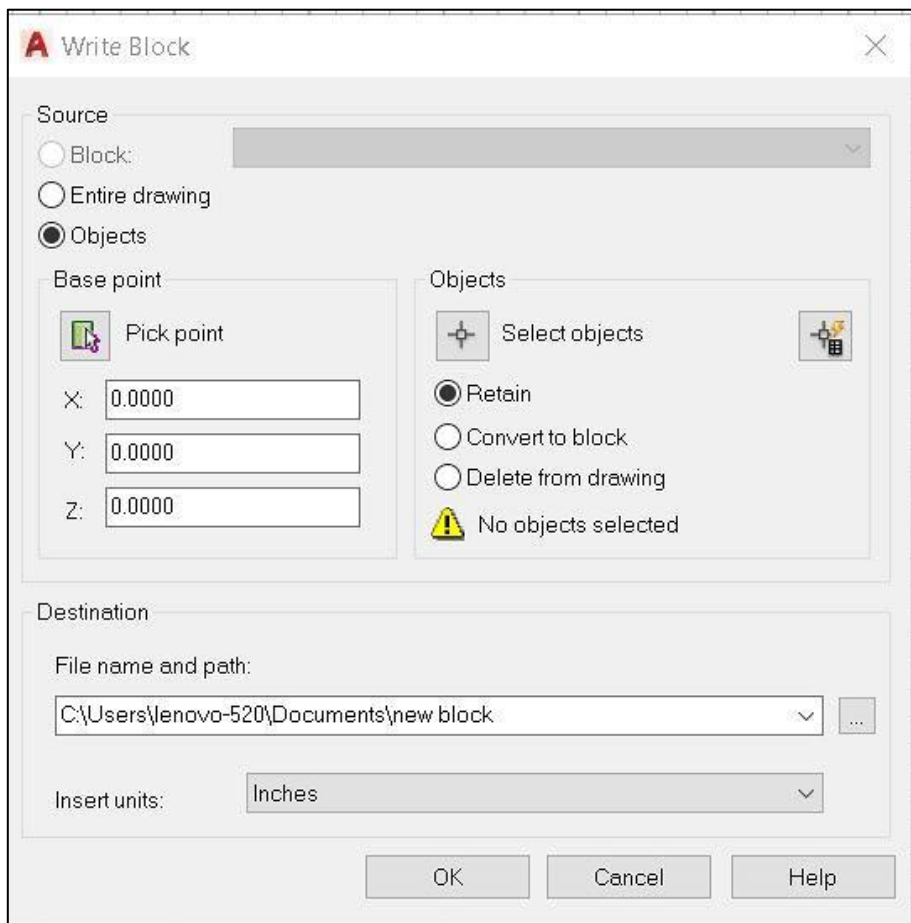 Write Block
Source
Block:
Entire drawing
Objects
Base point
Pick point
X: 0.0000
Y: 0.0000
Z: 0.0000
Objects
Select objects
Retain
Convert to block
Delete from drawing
No objects selected
Destination
File name and path:
C:\Users\lenovo-520\Documents\new block
...
Insert units: Inches
OK Cancel Help